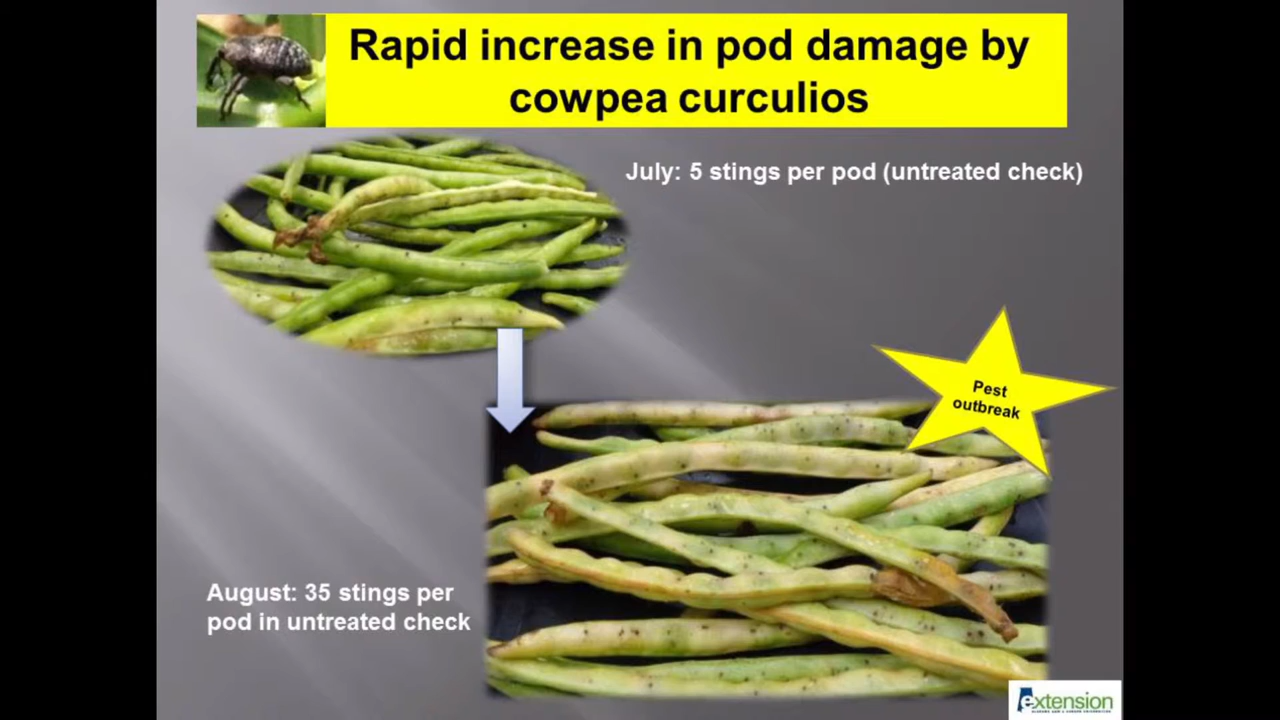 Rapid increase in pod damage by
cowpea curculios
July: 5 stings per pod (untreated check)
Pest
outbreak
August: 35 stings per
pod in untreated check
extension